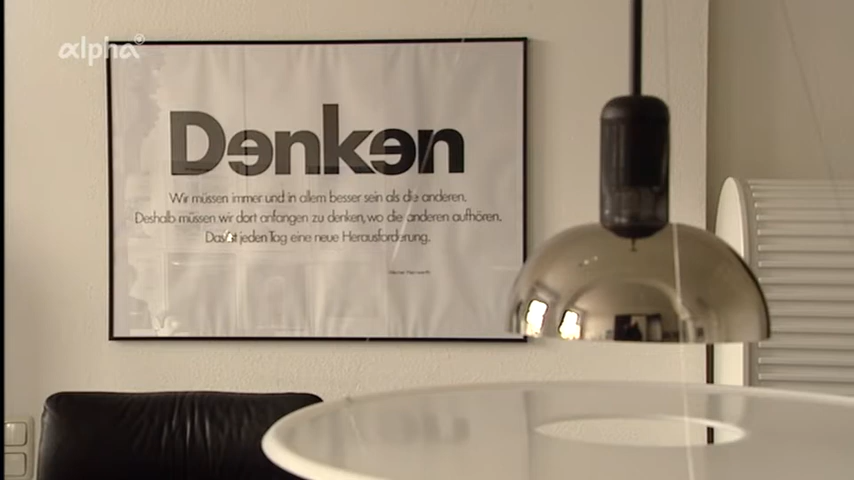 alpha
Denken
Wir müssen immer und in allem besser sein als die anderen.
Deshalb müssen wir dort anfangen zu denken, wo die anderen aufhören.
Das ist jeden Tag eine neue Herausforderung.